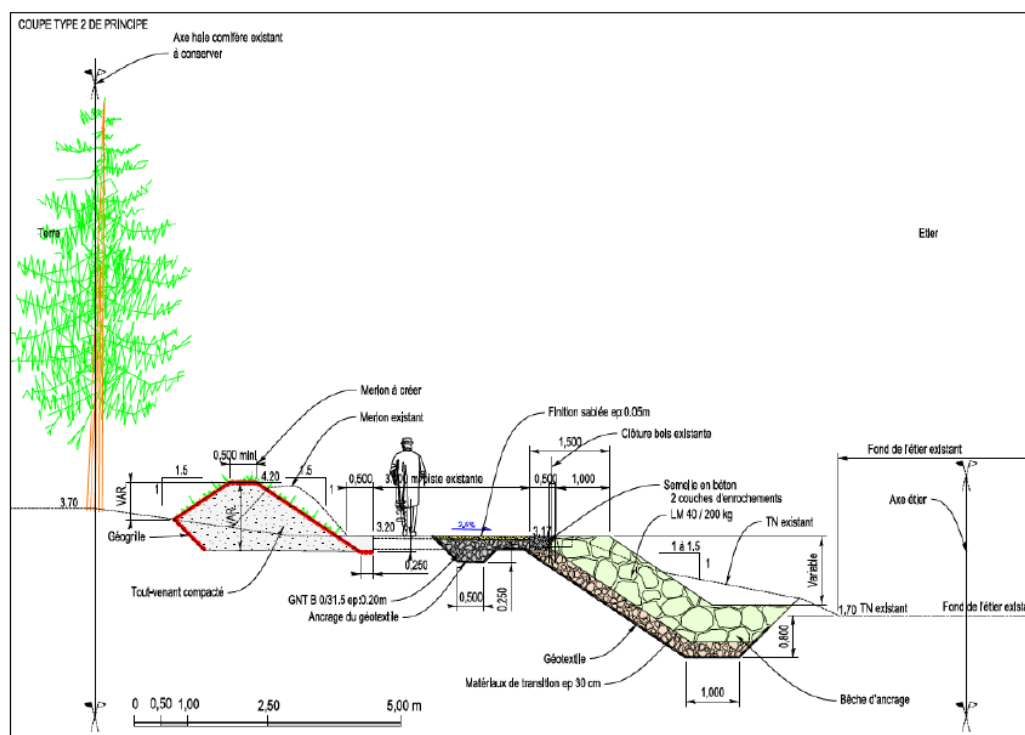 COUPE TYPE 2 DE PRINCIPE
Axe haie comifère existant
à conserver
Terre
Etier
Merlon à créer
Merlon existant
Finition sablée ep:0.05m
1,500
Clôture bois existante
Fond de l'étier existant
0,500 mini
1.5
4.20
1.5
1
1
0,500
piste existante
0,500
1,000
Semelle en béton
2 couches d'enrochements
LM 40 / 200 kg
Axe étier
3,70
VAR
VAR
3.20
2,5%
3.17
TN existant
1 à 1.5
1
Variable
Géogrille
0,250
Tout-venant compacté
GNT B 0/31.5 ep:0.20m
0,500
0,250
Ancrage du géotextile
1,70
TN existant
Fond de l'étier exista
0,800
Géotextile
Matériaux de transition ep 30 cm
1,000
Bêche d'ancrage
0 0,50 1,00 2,50 5,00 m